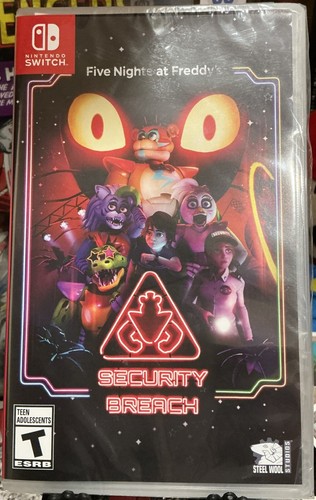 NINTENDO
SWITCH
Five Nights at Freddy's
SECURITY
BREACH
TEEN
ADOLESCENTS
T
ESRB
STEEL WOOL
STUDIOS